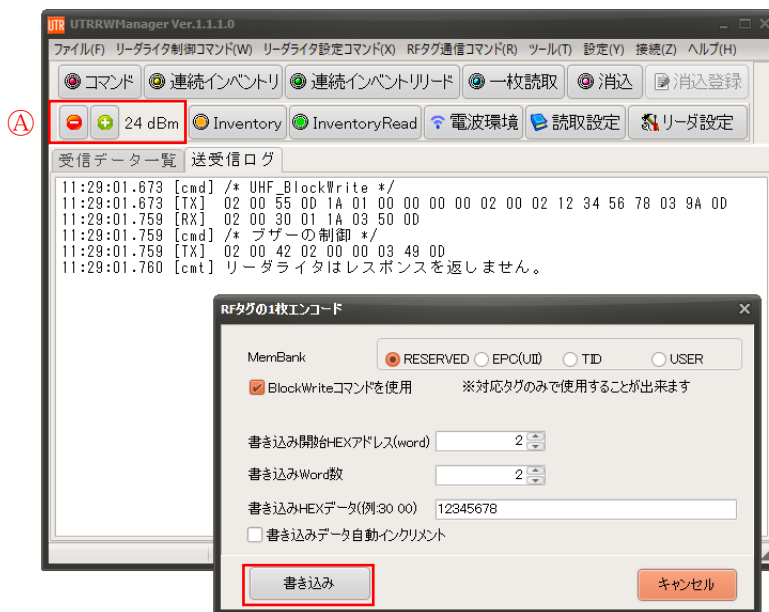 UTR UTRRWManager Ver.1.1.1.0
ファイル(F) リーダライタ制御コマンド(W) リーダライタ設定コマンド(X) RFタグ通信コマンド(R) ツール(T) 設定(Y) 接続(Z) ヘルプ(H)
コマンド 連続インベントリ 連続インベントリリード 一枚読取 消込 消込登録
Ⓐ 24 dBm Inventory InventoryRead 電波環境 読取設定 リーダ設定
受信データ一覧 送受信ログ
11:29:01.673 [cmd] /* UHF_BlockWrite */
11:29:01.673 [TX] 02 00 55 0D 1A 01 00 00 00 00 02 00 02 12 34 56 78 03 9A 0D
11:29:01.759 [RX] 02 00 30 01 1A 03 50 0D
11:29:01.759 [cmd] /* ブザーの制御 */
11:29:01.759 [TX] 02 00 42 02 00 00 03 49 0D
11:29:01.760 [cmt] リーダライタはレスポンスを返しません。
RFタグの1枚エンコード
MemBank RESERVED EPC(UII) TID USER
BlockWriteコマンドを使用 ※対応タグのみで使用することが出来ます
書き込み開始HEXアドレス(word) 2
書き込みWord数 2
書き込みHEXデータ(例:30 00) 12345678
書き込みデータ自動インクリメント
書き込み キャンセル